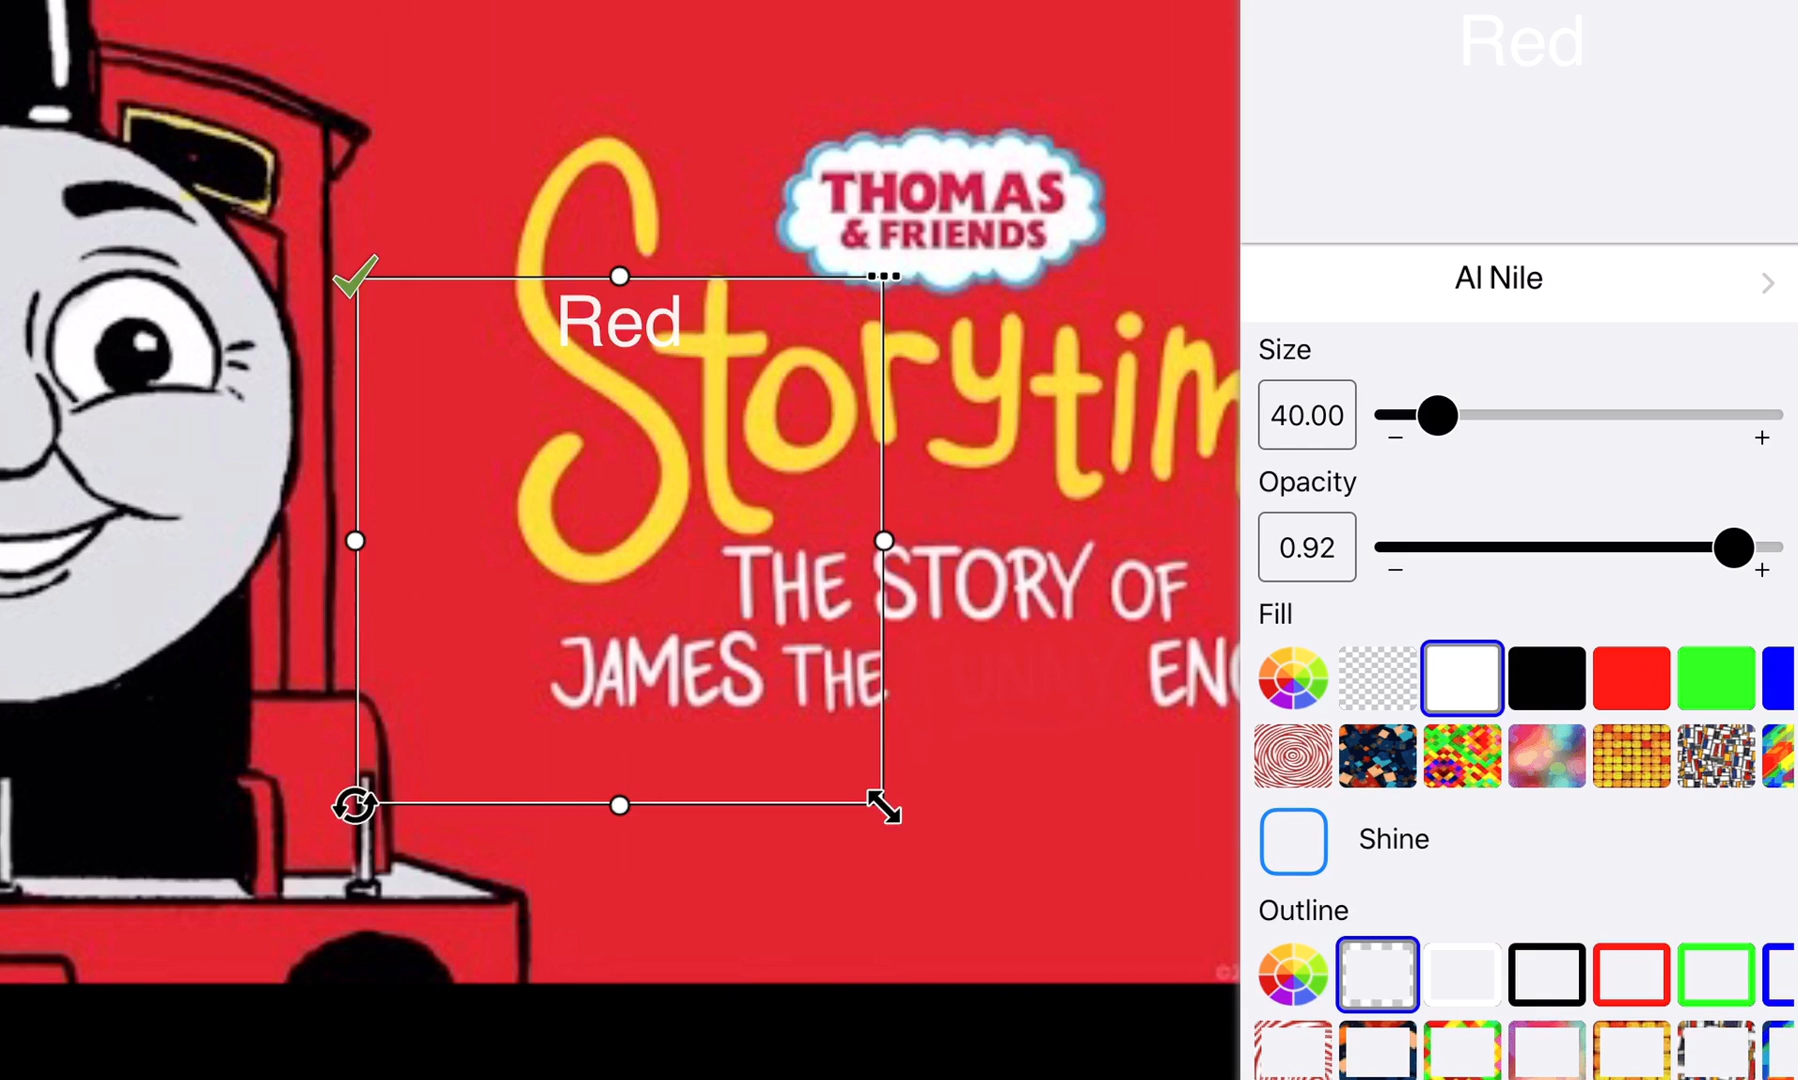 THOMAS
& FRIENDS
Storytim
Red
THE STORY OF
JAMES THE ENG
Red
Al Nile
Size
40.00
− +
Opacity
0.92
− +
Fill
Shine
Outline